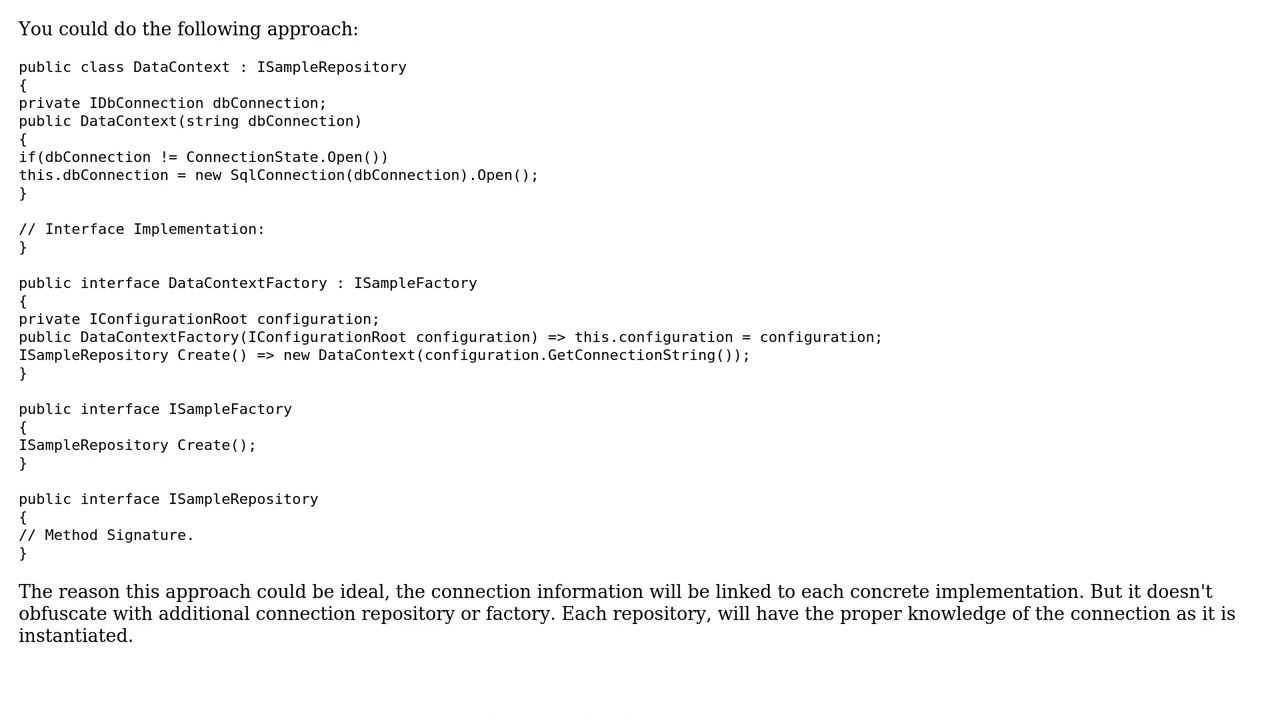 You could do the following approach:
public class DataContext : ISampleRepository
{
private IDbConnection dbConnection;
public DataContext(string dbConnection)
{
if(dbConnection != ConnectionState.Open())
this.dbConnection = new SqlConnection(dbConnection).Open();
}

// Interface Implementation:
}

public interface DataContextFactory : ISampleFactory
{
private IConfigurationRoot configuration;
public DataContextFactory(IConfigurationRoot configuration) => this.configuration = configuration;
ISampleRepository Create() => new DataContext(configuration.GetConnectionString());
}

public interface ISampleFactory
{
ISampleRepository Create();
}

public interface ISampleRepository
{
// Method Signature.
}
The reason this approach could be ideal, the connection information will be linked to each concrete implementation. But it doesn't
obfuscate with additional connection repository or factory. Each repository, will have the proper knowledge of the connection as it is
instantiated.